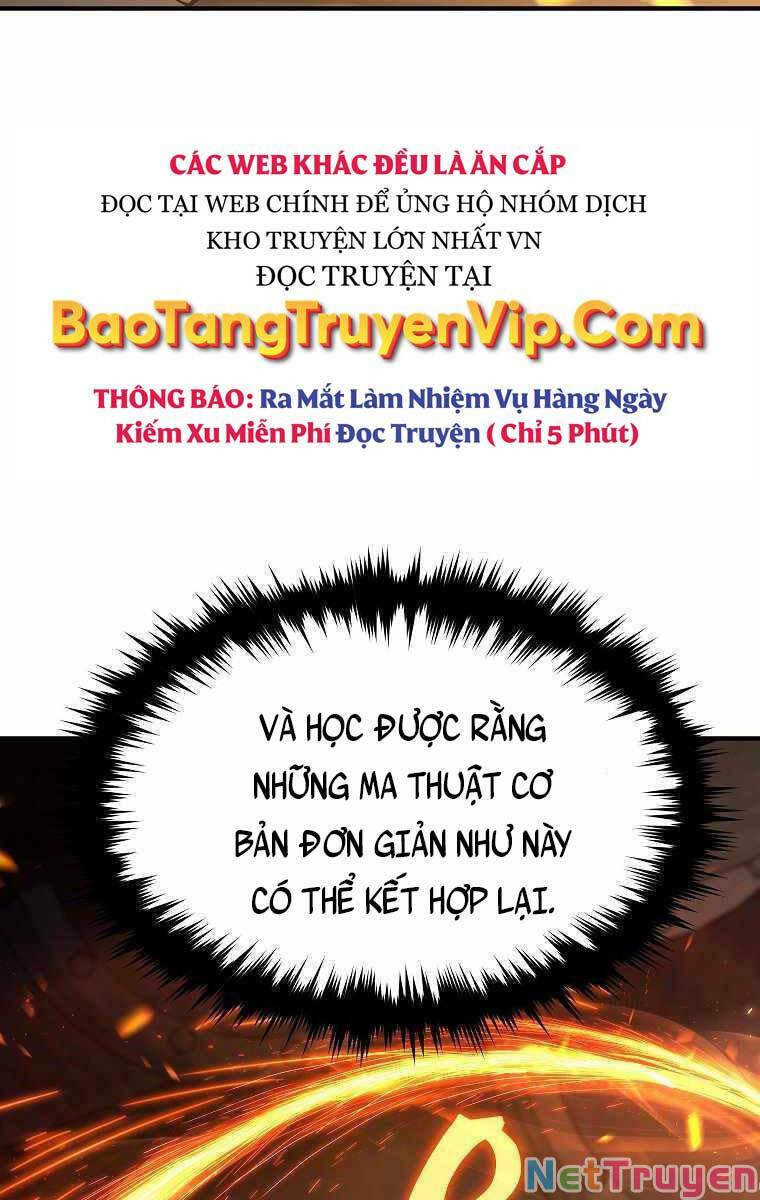 CÁC WEB KHÁC ĐỀU LÀ ĂN CẮP
ĐỌC TẠI WEB CHÍNH ĐỂ ỦNG HỘ NHÓM DỊCH
KHO TRUYỆN LỚN NHẤT VN
ĐỌC TRUYỆN TẠI
BaoTangTruyenVip.Com
THÔNG BÁO: Ra Mắt Làm Nhiệm Vụ Hàng Ngày
Kiếm Xu Miễn Phí Đọc Truyện ( Chỉ 5 Phút)
VÀ HỌC ĐƯỢC RẰNG
NHỮNG MA THUẬT CƠ
BẢN ĐƠN GIẢN NHƯ NÀY
CÓ THỂ KẾT HỢP LẠI.
NetTruyen